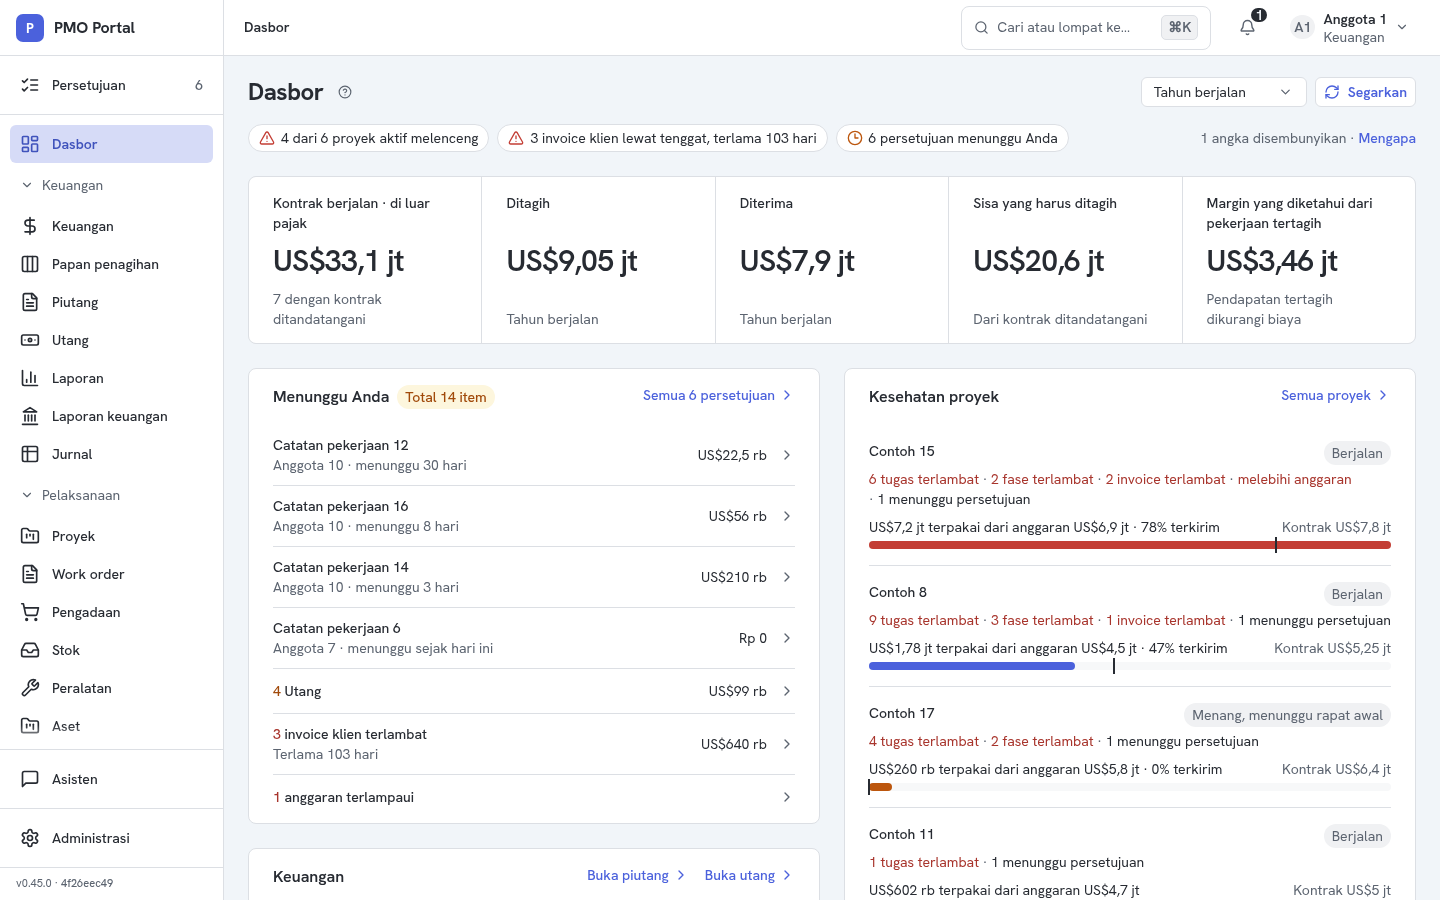 P PMO Portal
Dasbor
Cari atau lompat ke... ⌘K
1
A1 Anggota 1
Keuangan
Persetujuan 6
Dasbor
Keuangan
Keuangan
Papan penagihan
Piutang
Utang
Laporan
Laporan keuangan
Jurnal
Pelaksanaan
Proyek
Work order
Pengadaan
Stok
Peralatan
Aset
Asisten
Administrasi
v0.45.0 · 4f26eec49
Dasbor
Tahun berjalan
Segarkan
4 dari 6 proyek aktif melenceng
3 invoice klien lewat tenggat, terlama 103 hari
6 persetujuan menunggu Anda
1 angka disembunyikan · Mengapa
Kontrak berjalan · di luar
pajak
US$33,1 jt
7 dengan kontrak
ditandatangani
Ditagih
US$9,05 jt
Tahun berjalan
Diterima
US$7,9 jt
Tahun berjalan
Sisa yang harus ditagih
US$20,6 jt
Dari kontrak ditandatangani
Margin yang diketahui dari
pekerjaan tertagih
US$3,46 jt
Pendapatan tertagih
dikurangi biaya
Menunggu Anda Total 14 item Semua 6 persetujuan
Catatan pekerjaan 12
Anggota 10 · menunggu 30 hari
US$22,5 rb
Catatan pekerjaan 16
Anggota 10 · menunggu 8 hari
US$56 rb
Catatan pekerjaan 14
Anggota 10 · menunggu 3 hari
US$210 rb
Catatan pekerjaan 6
Anggota 7 · menunggu sejak hari ini
Rp 0
4 Utang US$99 rb
3 invoice klien terlambat
Terlama 103 hari
US$640 rb
1 anggaran terlampaui
Keuangan Buka piutang Buka utang
Kesehatan proyek Semua proyek
Contoh 15 Berjalan
6 tugas terlambat · 2 fase terlambat · 2 invoice terlambat · melebihi anggaran
· 1 menunggu persetujuan
US$7,2 jt terpakai dari anggaran US$6,9 jt · 78% terkirim Kontrak US$7,8 jt
Contoh 8 Berjalan
9 tugas terlambat · 3 fase terlambat · 1 invoice terlambat · 1 menunggu persetujuan
US$1,78 jt terpakai dari anggaran US$4,5 jt · 47% terkirim Kontrak US$5,25 jt
Contoh 17 Menang, menunggu rapat awal
4 tugas terlambat · 2 fase terlambat · 1 menunggu persetujuan
US$260 rb terpakai dari anggaran US$5,8 jt · 0% terkirim Kontrak US$6,4 jt
Contoh 11 Berjalan
1 tugas terlambat · 1 menunggu persetujuan
US$602 rb terpakai dari anggaran US$4,7 jt Kontrak US$5 jt